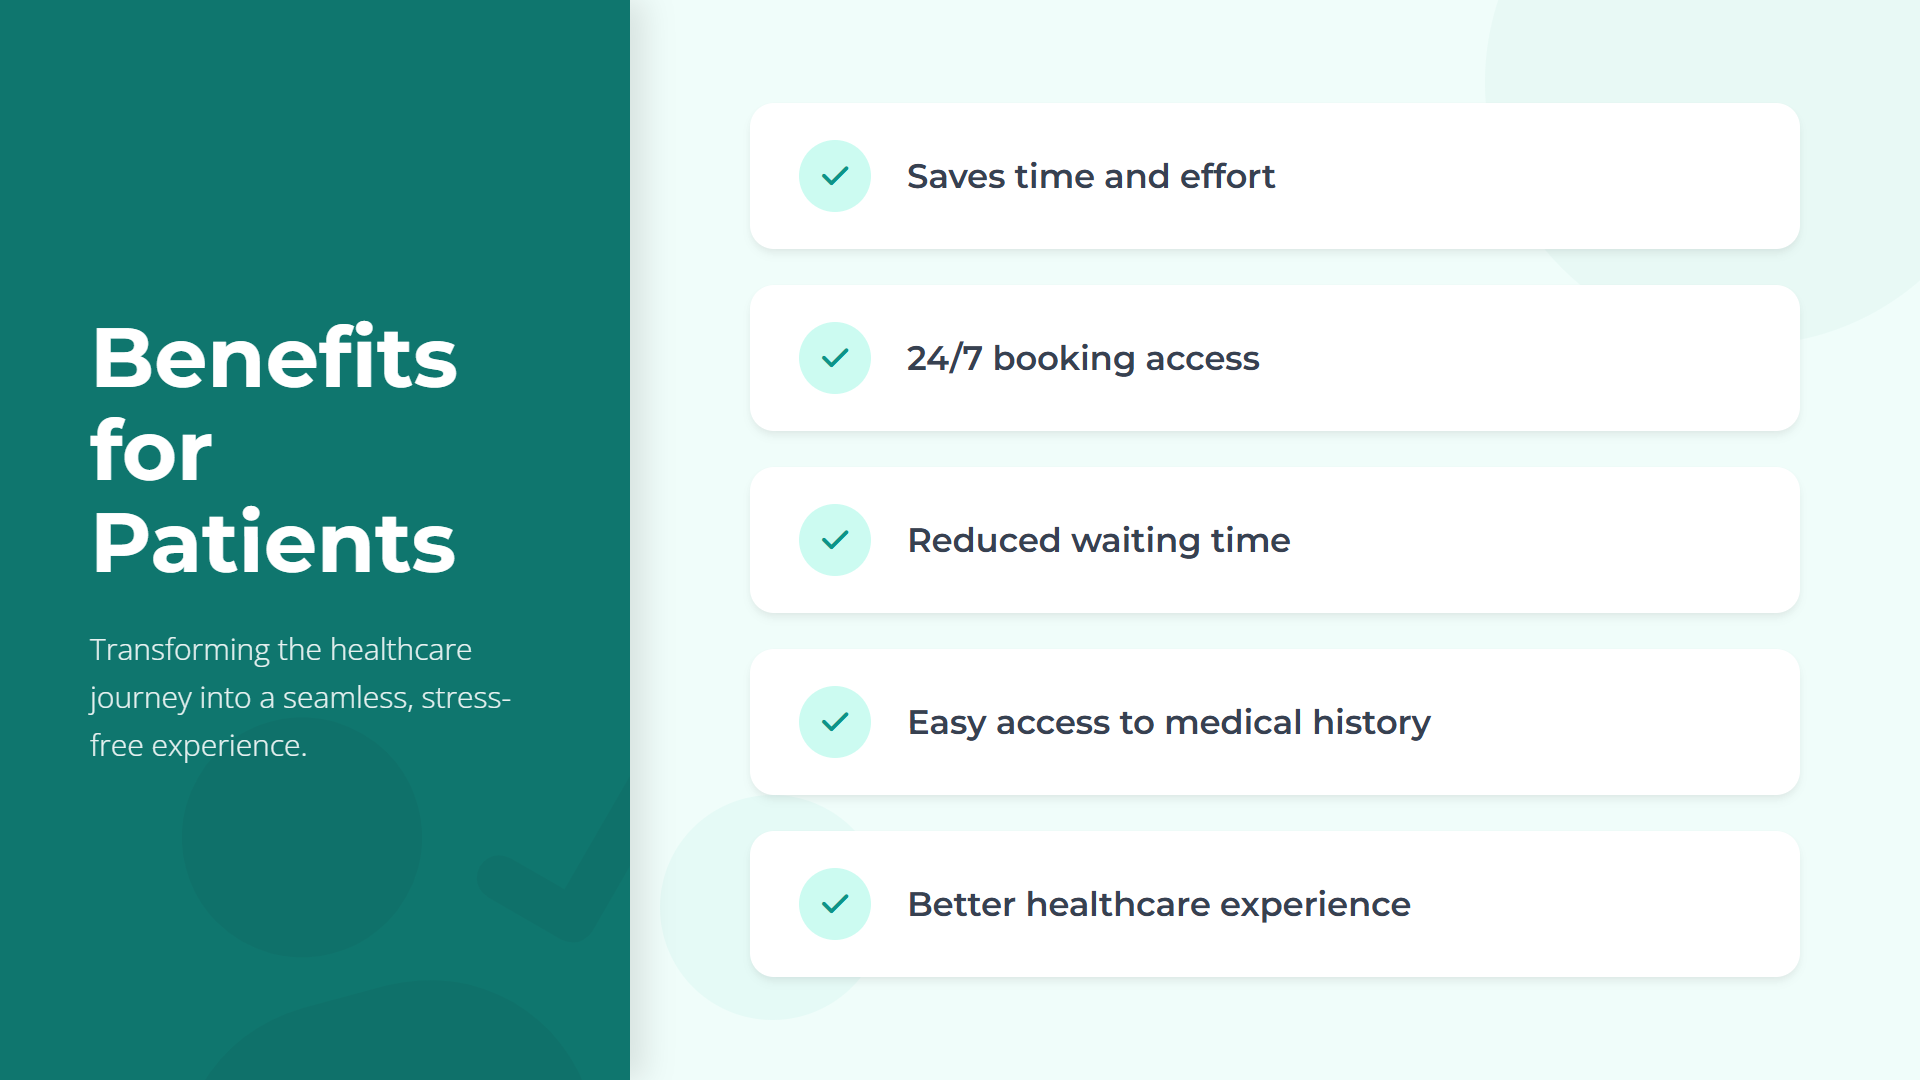 Benefits
for
Patients
Transforming the healthcare
journey into a seamless, stress-
free experience.
Saves time and effort
24/7 booking access
Reduced waiting time
Easy access to medical history
Better healthcare experience